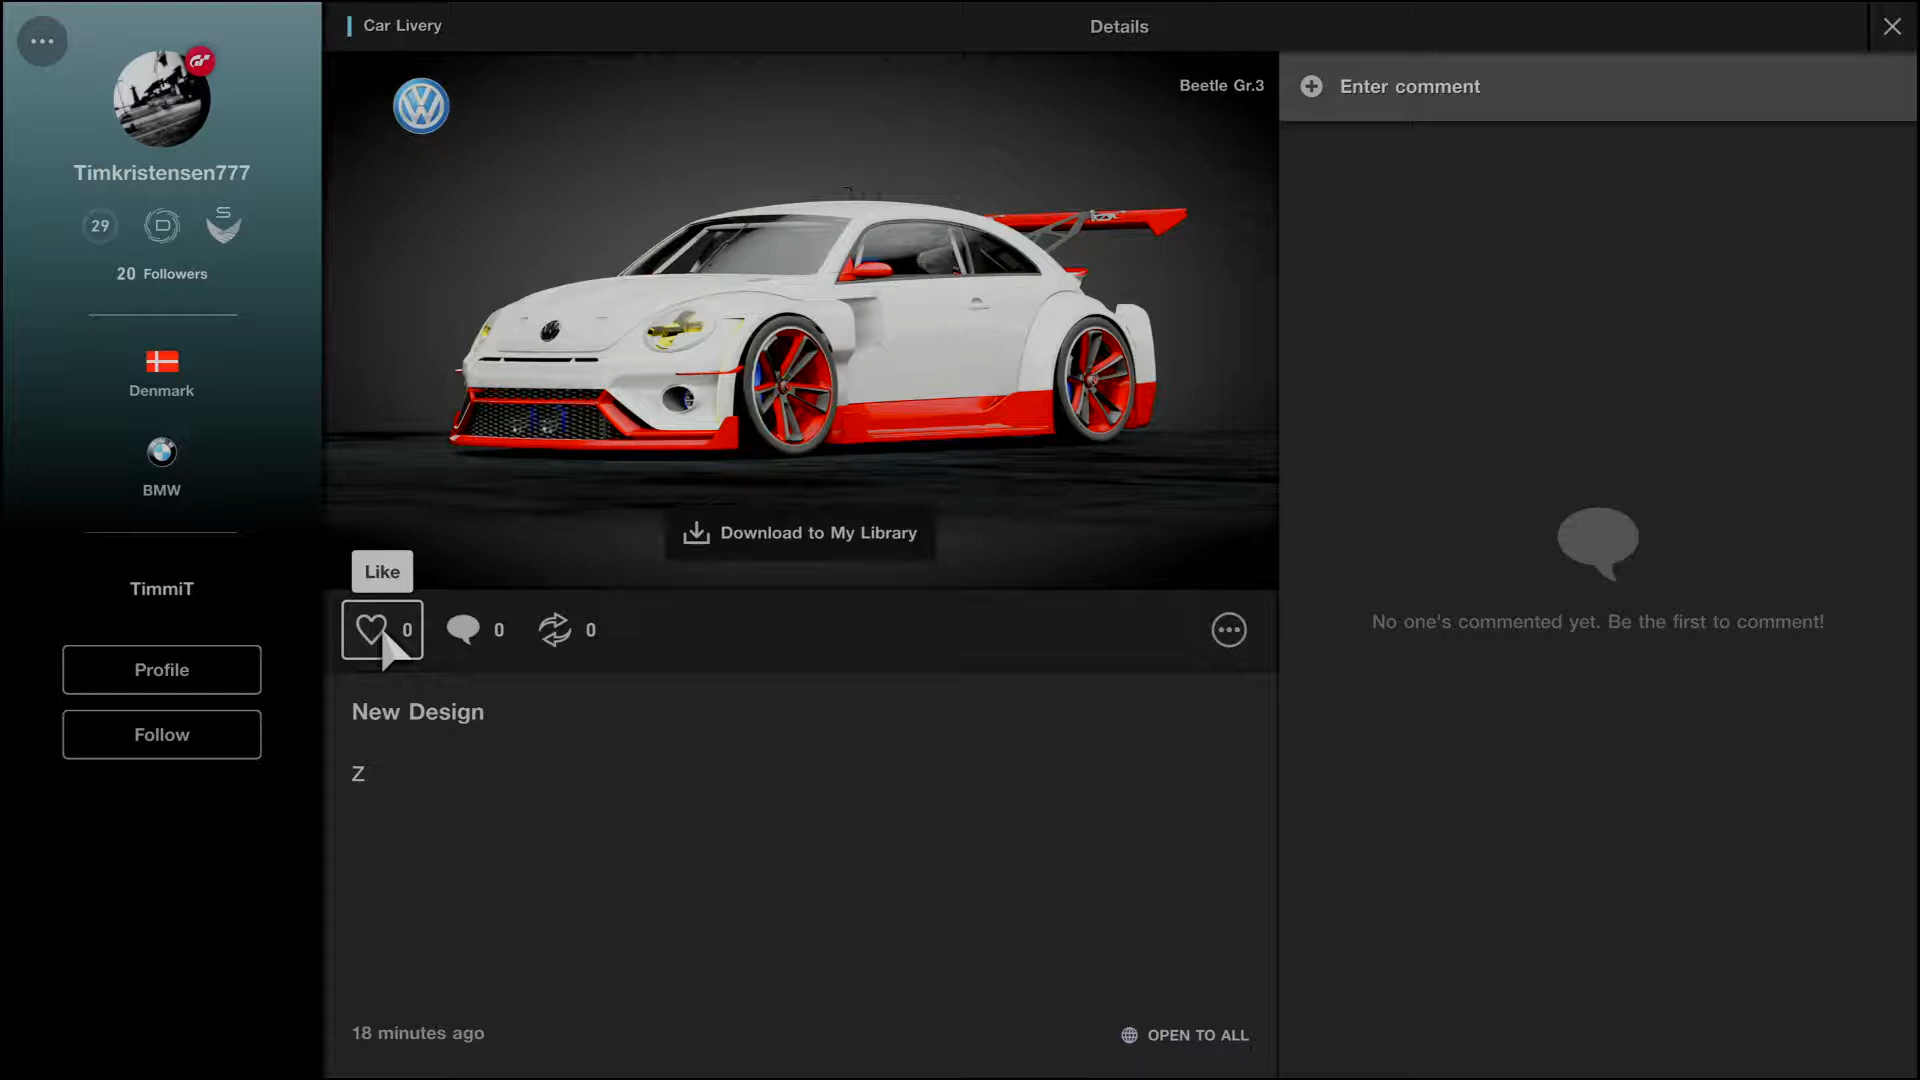 Car Livery
Details
Timkristensen777
29
D
S
20 Followers
Denmark
BMW
TimmiT
Profile
Follow
Beetle Gr.3
Download to My Library
Like
0
0
0
New Design
Z
18 minutes ago
OPEN TO ALL
Enter comment
No one's commented yet. Be the first to comment!